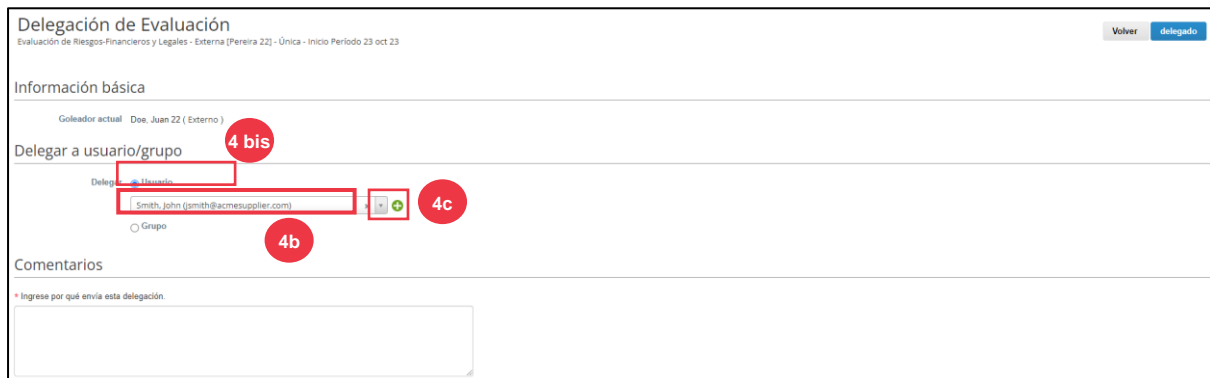 Delegación de Evaluación
Evaluación de Riesgos-Financieros y Legales - Externa [Pereira 22] - Única - Inicio Período 23 oct 23
Volver delegado
Información básica
Goleador actual Doe, Juan 22 ( Externo )
4 bis
Delegar a usuario/grupo
Delegar Usuario
Smith, John (jsmith@acmesupplier.com) x
4c
Grupo
4b
Comentarios
* Ingrese por qué envía esta delegación.